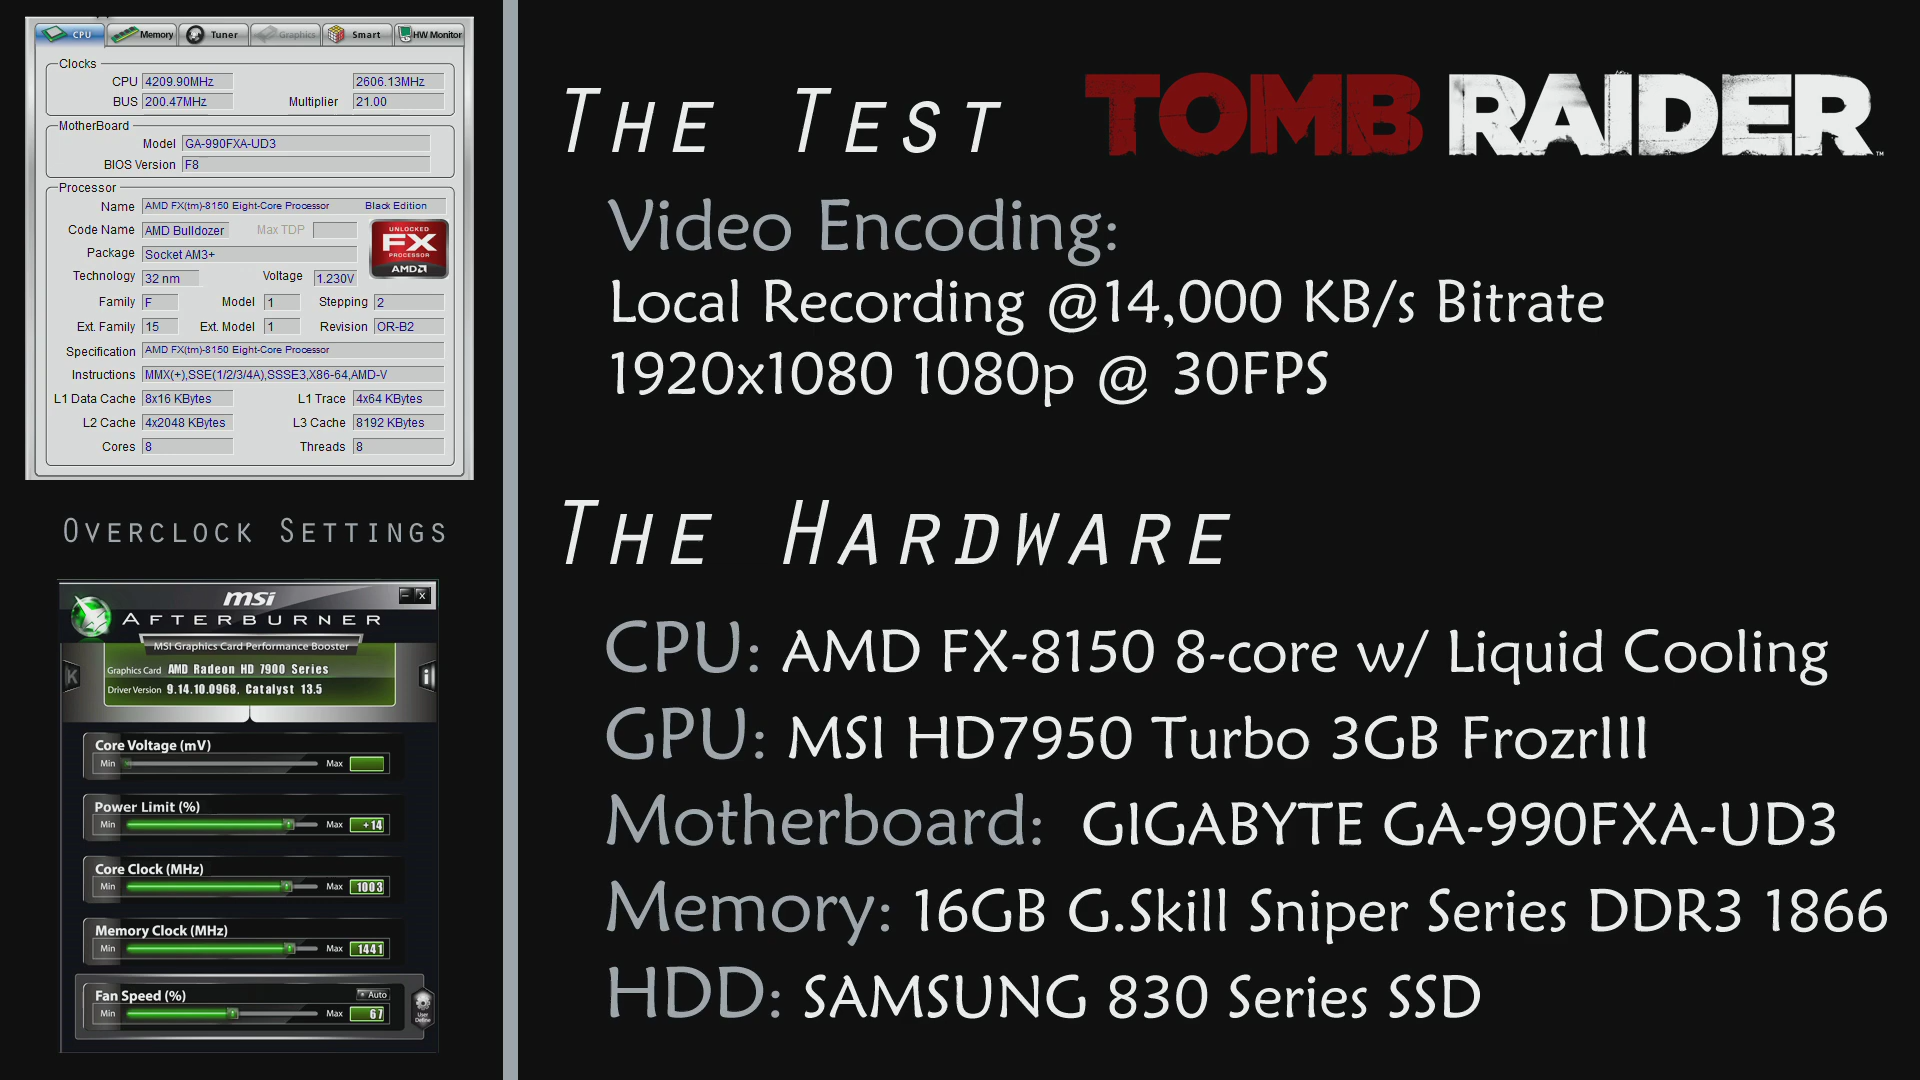 CPU Memory Tuner Graphics Smart HW Monitor
Clocks
CPU 4209.90MHz 2606.13MHz
BUS 200.47MHz Multiplier 21.00
MotherBoard
Model GA-990FXA-UD3
BIOS Version F8
Processor
Name AMD FX(tm)-8150 Eight-Core Processor Black Edition
Code Name AMD Bulldozer Max TDP
Package Socket AM3+
Technology 32 nm Voltage 1.230V
UNLOCKED
FX
PROCESSOR
AMD
Family F Model 1 Stepping 2
Ext. Family 15 Ext. Model 1 Revision OR-B2
Specification AMD FX(tm)-8150 Eight-Core Processor
Instructions MMX(+),SSE(1/2/3/4A),SSSE3,X86-64,AMD-V
L1 Data Cache 8x16 KBytes L1 Trace 4x64 KBytes
L2 Cache 4x2048 KBytes L3 Cache 8192 KBytes
Cores 8 Threads 8
OVERCLOCK SETTINGS
msi
AFTERBURNER
MSI Graphics Card Performance Booster
K i
Graphics Card AMD Radeon HD 7900 Series
Driver Version 9.14.10.0968, Catalyst 13.5
Core Voltage (mV)
Min Max
Power Limit (%)
Min Max +14
Core Clock (MHz)
Min Max 1003
Memory Clock (MHz)
Min Max 1441
Fan Speed (%) Auto
Min Max 67
User Define
THE TEST
TOMB RAIDER™
Video Encoding:
Local Recording @14,000 KB/s Bitrate
1920x1080 1080p @ 30FPS
THE HARDWARE
CPU: AMD FX-8150 8-core w/ Liquid Cooling
GPU: MSI HD7950 Turbo 3GB FrozrIII
Motherboard: GIGABYTE GA-990FXA-UD3
Memory: 16GB G.Skill Sniper Series DDR3 1866
HDD: SAMSUNG 830 Series SSD